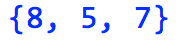 {8, 5, 7}